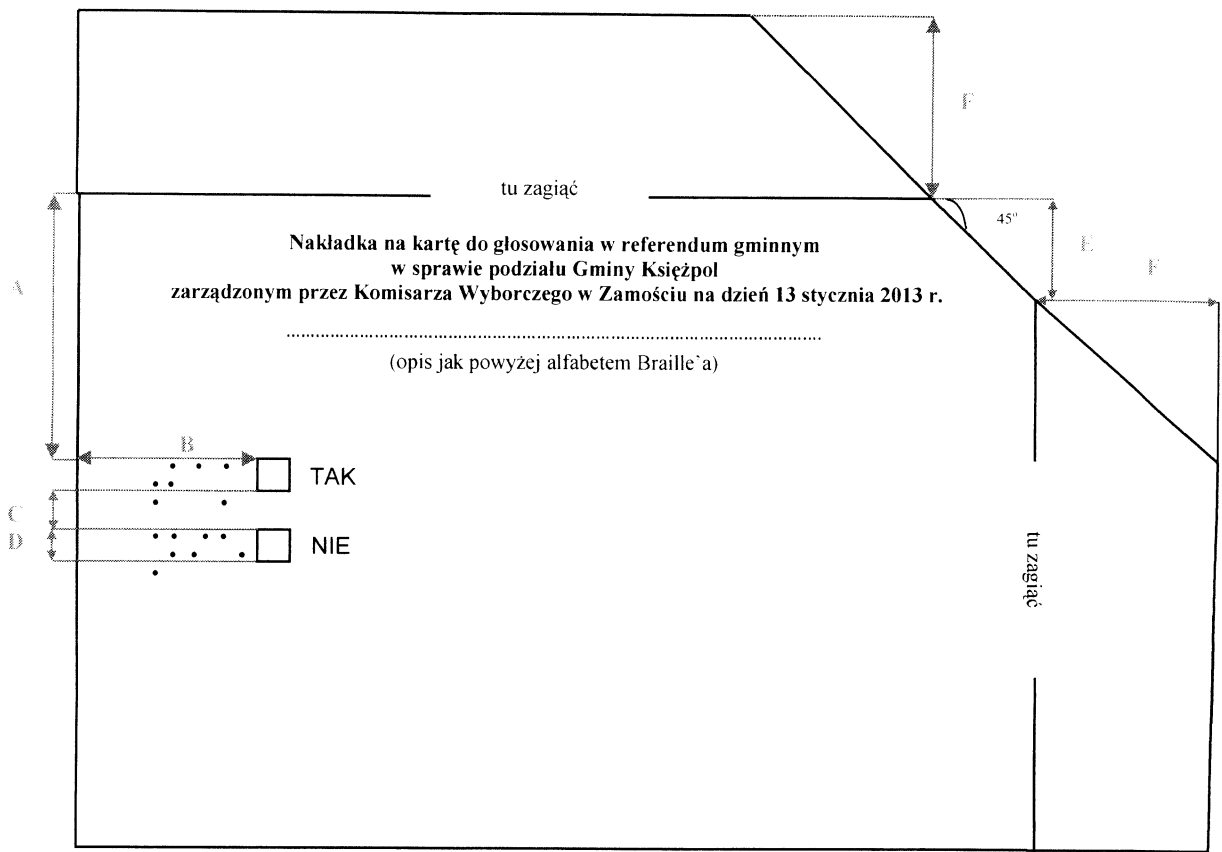 F
tu zagiąć
45°
E
F
A
Nakładka na kartę do głosowania w referendum gminnym
w sprawie podziału Gminy Księżpol
zarządzonym przez Komisarza Wyborczego w Zamościu na dzień 13 stycznia 2013 r.
...........................................................................................
(opis jak powyżej alfabetem Braille`a)
B
TAK
C
D
NIE
tu zagiąć